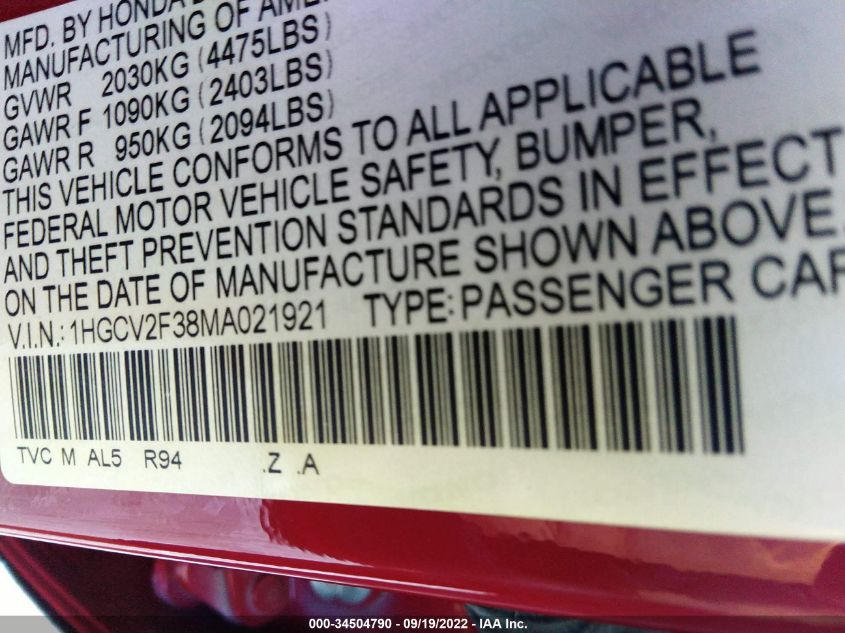 MFD. BY HONDA
MANUFACTURING OF AME
GVWR 2030KG (4475LBS)
GAWR F 1090KG (2403LBS)
GAWR R 950KG (2094LBS)
THIS VEHICLE CONFORMS TO ALL APPLICABLE
FEDERAL MOTOR VEHICLE SAFETY, BUMPER,
AND THEFT PREVENTION STANDARDS IN EFFECT
ON THE DATE OF MANUFACTURE SHOWN ABOVE.
V.I.N.: 1HGCV2F38MA021921 TYPE: PASSENGER CAR
TVC M AL5 R94 .Z .A
000-34504790 - 09/19/2022 - IAA Inc.